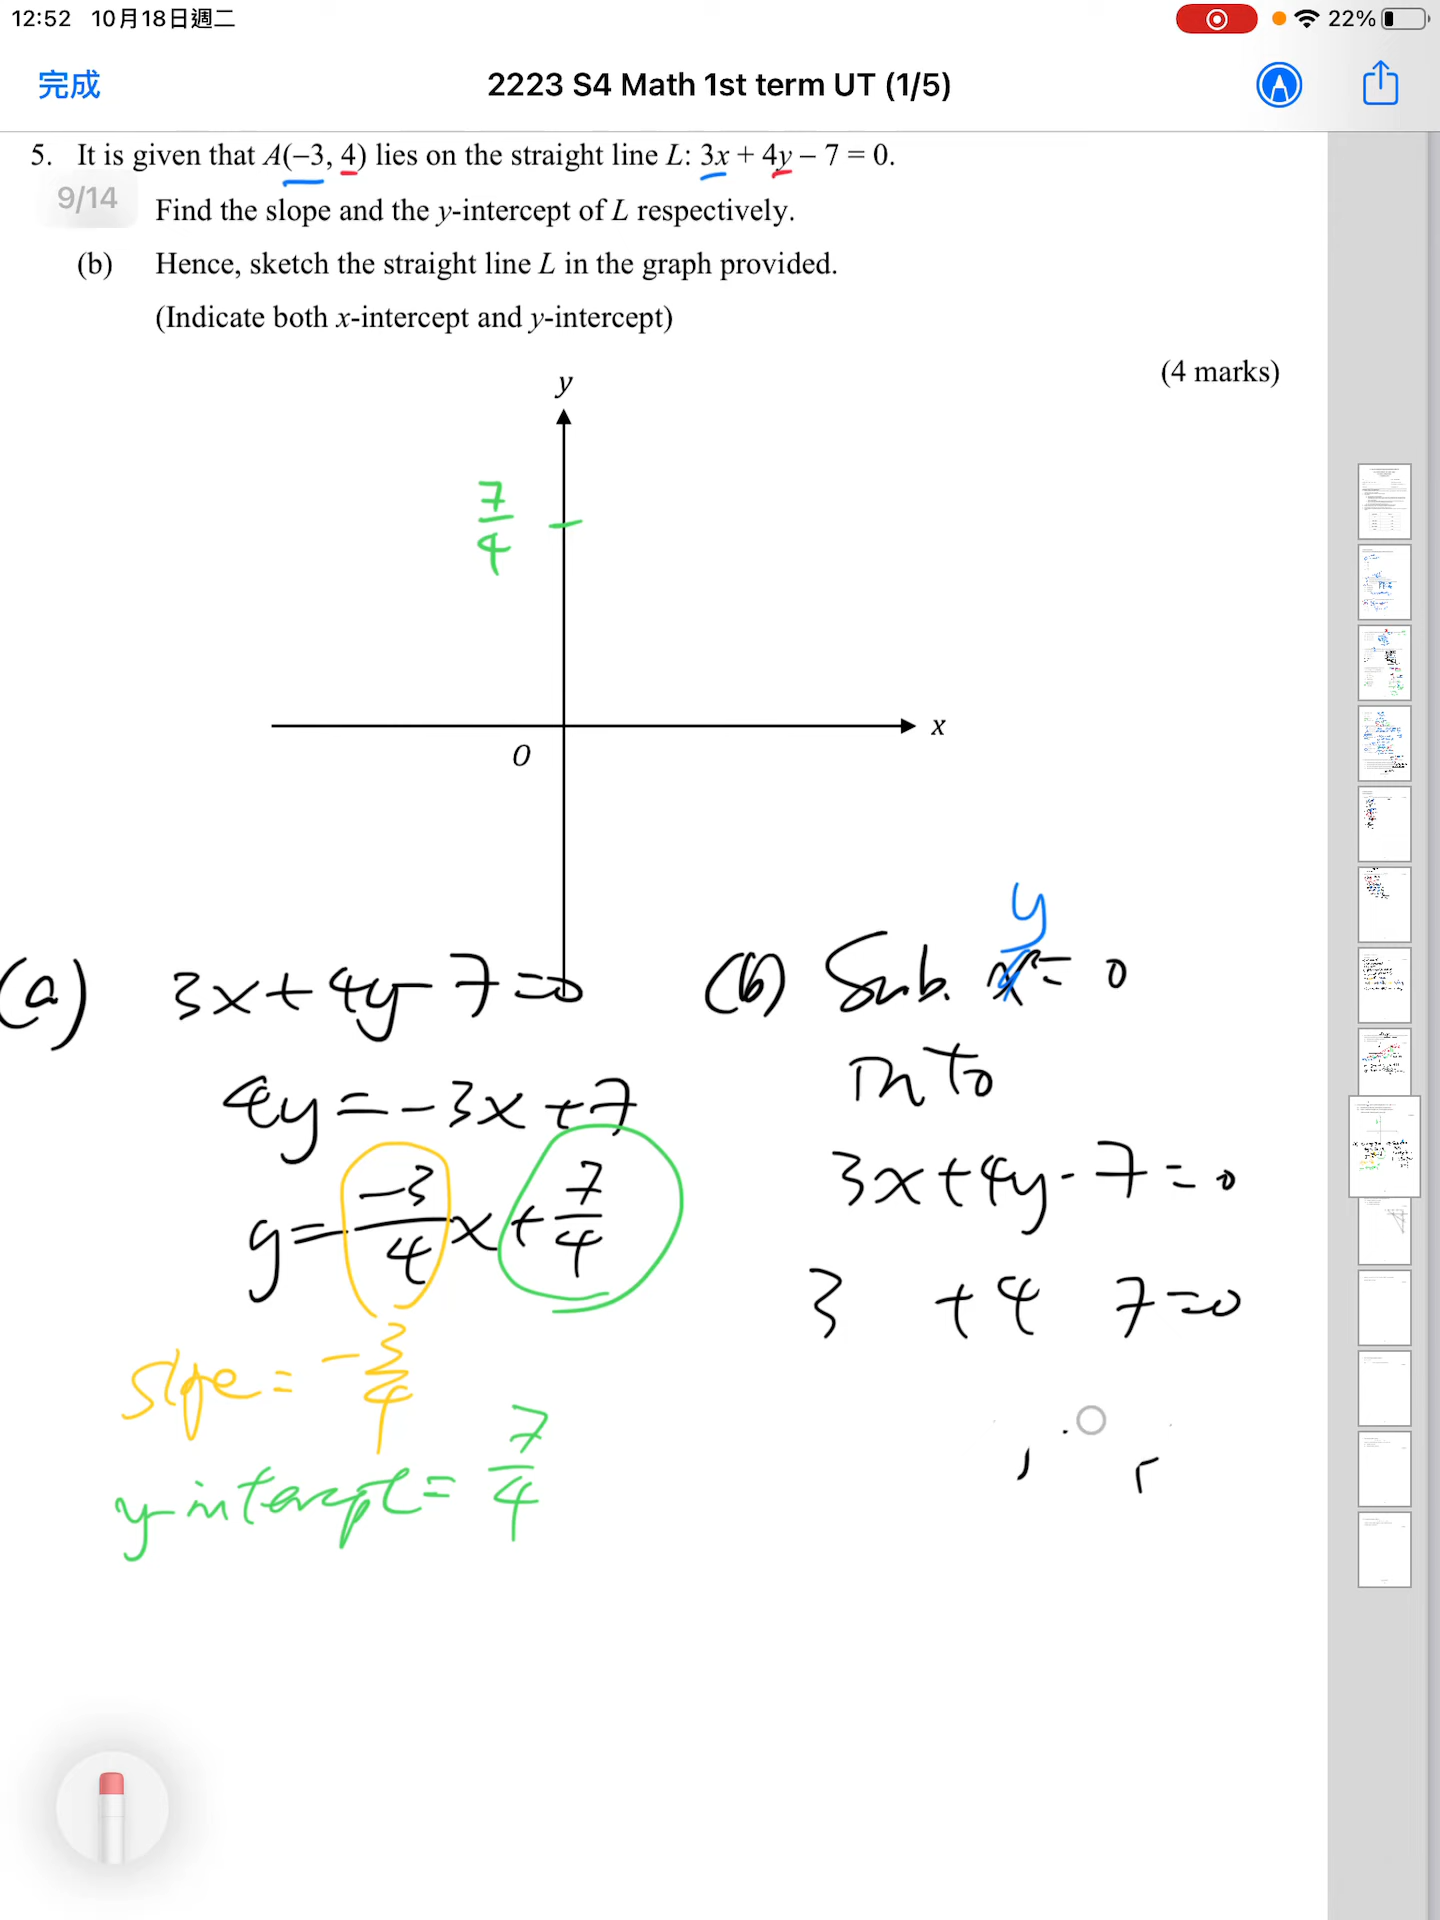 12:52 10月18日週二
22%
完成
2223 S4 Math 1st term UT (1/5)
5. It is given that A(−3, 4) lies on the straight line L: 3x + 4y − 7 = 0.
9/14
Find the slope and the y-intercept of L respectively.
(b) Hence, sketch the straight line L in the graph provided.
(Indicate both x-intercept and y-intercept)
(4 marks)
y
7/4
x
O
(a) 3x+4y-7=0
4y=-3x+7
y=-3/4x+7/4
slope=-3/4
y-intercept=7/4
y
(b) Sub. x=0
into
3x+4y-7=0
3 +4 7=0